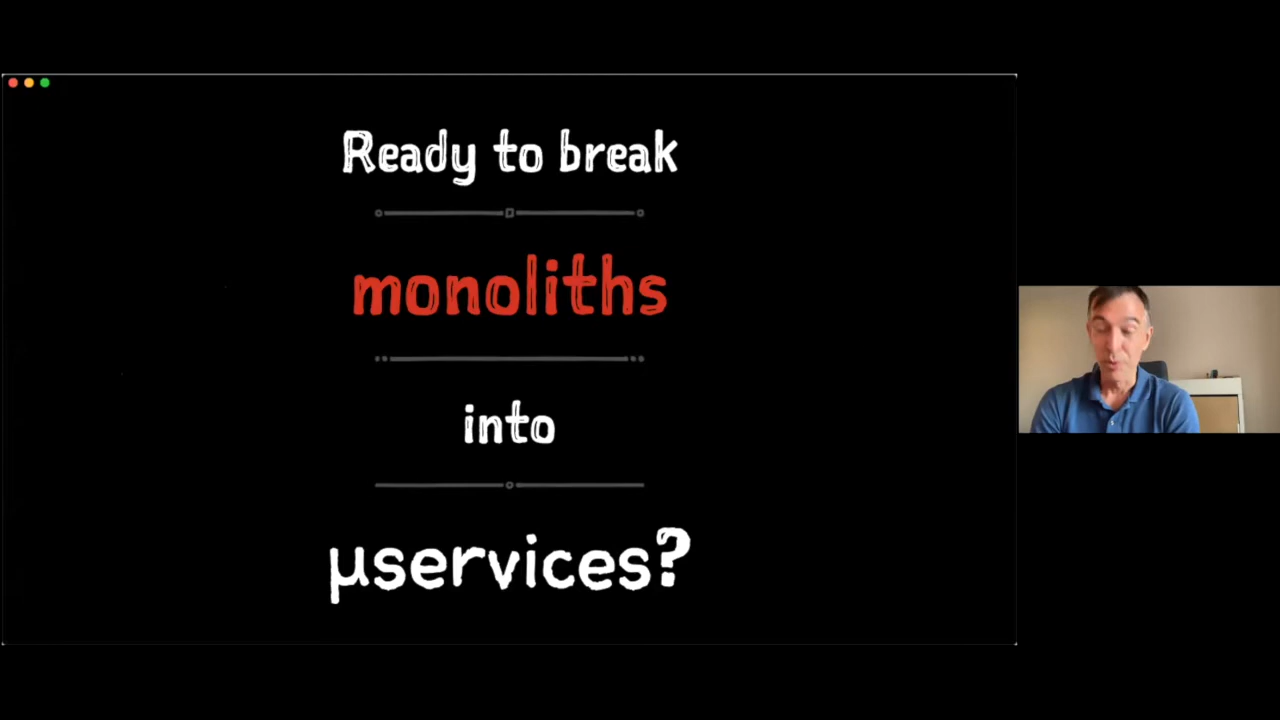 Ready to break
monoliths
into
μservices?